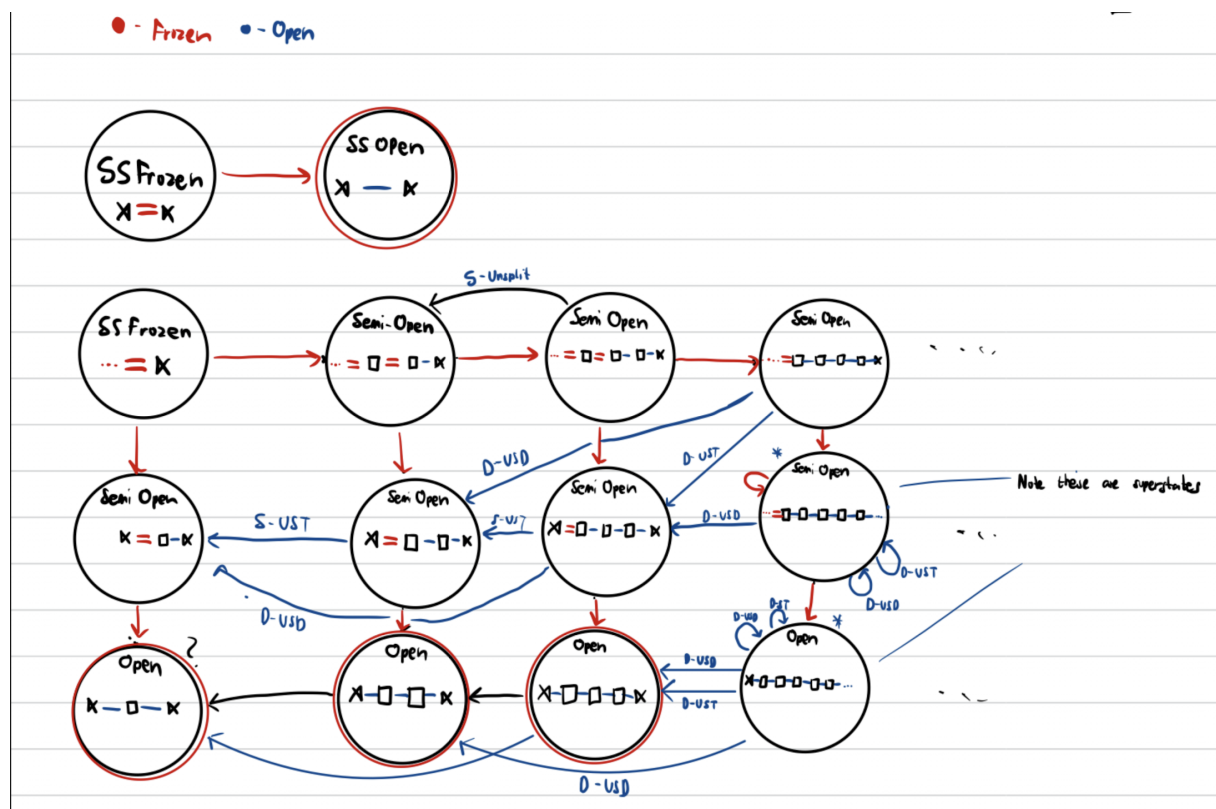 - Frozen - Open
SS Open
SS Frozen
S-Unsplit
SS Frozen
Semi-Open
Semi Open
Semi Open
D-USD
D-UST
*
Semi Open
Semi Open
Semi Open
Semi Open
Note these are superstates
S-UST
S-UST
D-USD
D-UST
D-USD
D-USD
?
Open
Open
Open
D-USD
D-UST
*
Open
D-USD
D-UST
D-USD